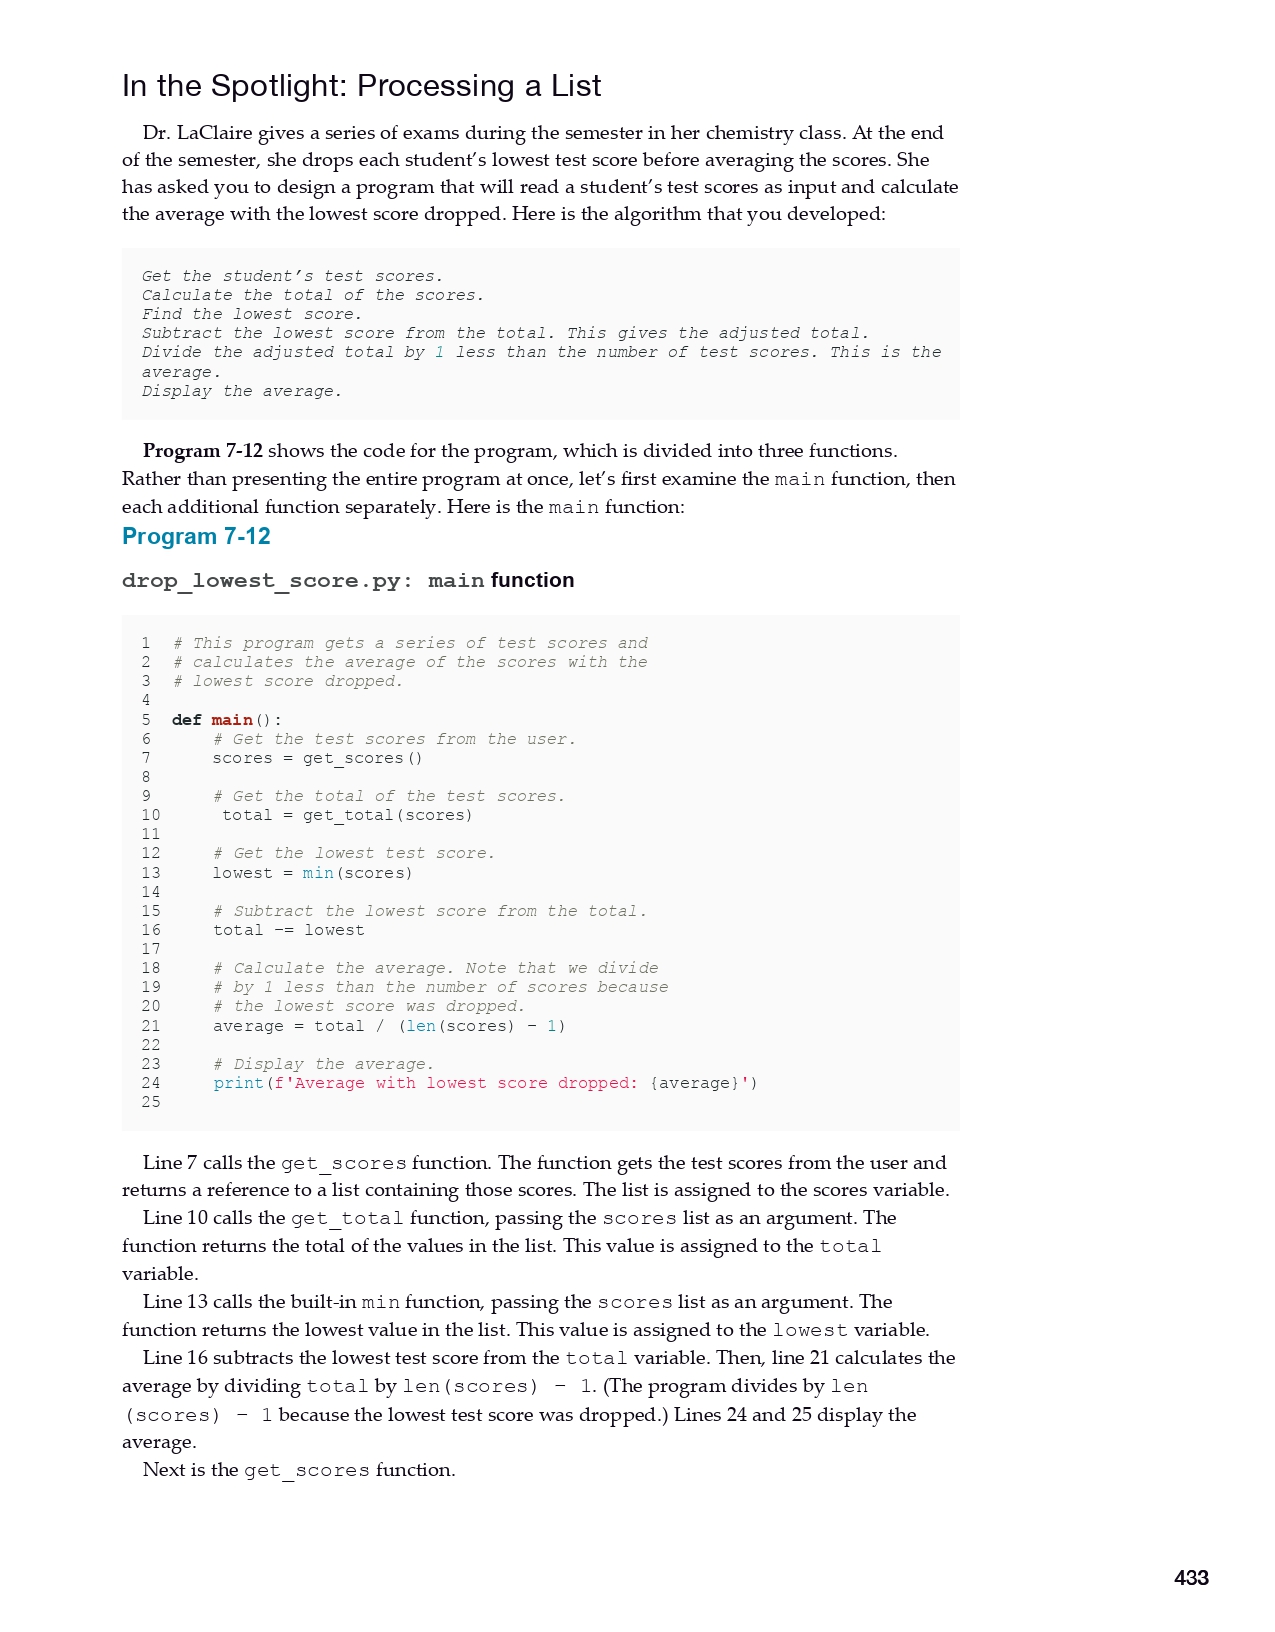 In the Spotlight: Processing a List
Dr. LaClaire gives a series of exams during the semester in her chemistry class. At the end
of the semester, she drops each student’s lowest test score before averaging the scores. She
has asked you to design a program that will read a student’s test scores as input and calculate
the average with the lowest score dropped. Here is the algorithm that you developed:
Get the student’s test scores.
Calculate the total of the scores.
Find the lowest score.
Subtract the lowest score from the total. This gives the adjusted total.
Divide the adjusted total by 1 less than the number of test scores. This is the
average.
Display the average.
Program 7-12 shows the code for the program, which is divided into three functions.
Rather than presenting the entire program at once, let’s first examine the main function, then
each additional function separately. Here is the main function:
Program 7-12
drop_lowest_score.py: main function
1 # This program gets a series of test scores and
2 # calculates the average of the scores with the
3 # lowest score dropped.
4
5 def main():
6     # Get the test scores from the user.
7     scores = get_scores()
8
9     # Get the total of the test scores.
10     total = get_total(scores)
11
12     # Get the lowest test score.
13     lowest = min(scores)
14
15     # Subtract the lowest score from the total.
16     total −= lowest
17
18     # Calculate the average. Note that we divide
19     # by 1 less than the number of scores because
20     # the lowest score was dropped.
21     average = total / (len(scores) − 1)
22
23     # Display the average.
24     print(f'Average with lowest score dropped: {average}')
25
Line 7 calls the get_scores function. The function gets the test scores from the user and
returns a reference to a list containing those scores. The list is assigned to the scores variable.
Line 10 calls the get_total function, passing the scores list as an argument. The
function returns the total of the values in the list. This value is assigned to the total
variable.
Line 13 calls the built-in min function, passing the scores list as an argument. The
function returns the lowest value in the list. This value is assigned to the lowest variable.
Line 16 subtracts the lowest test score from the total variable. Then, line 21 calculates the
average by dividing total by len(scores) − 1. (The program divides by len
(scores) − 1 because the lowest test score was dropped.) Lines 24 and 25 display the
average.
Next is the get_scores function.
433